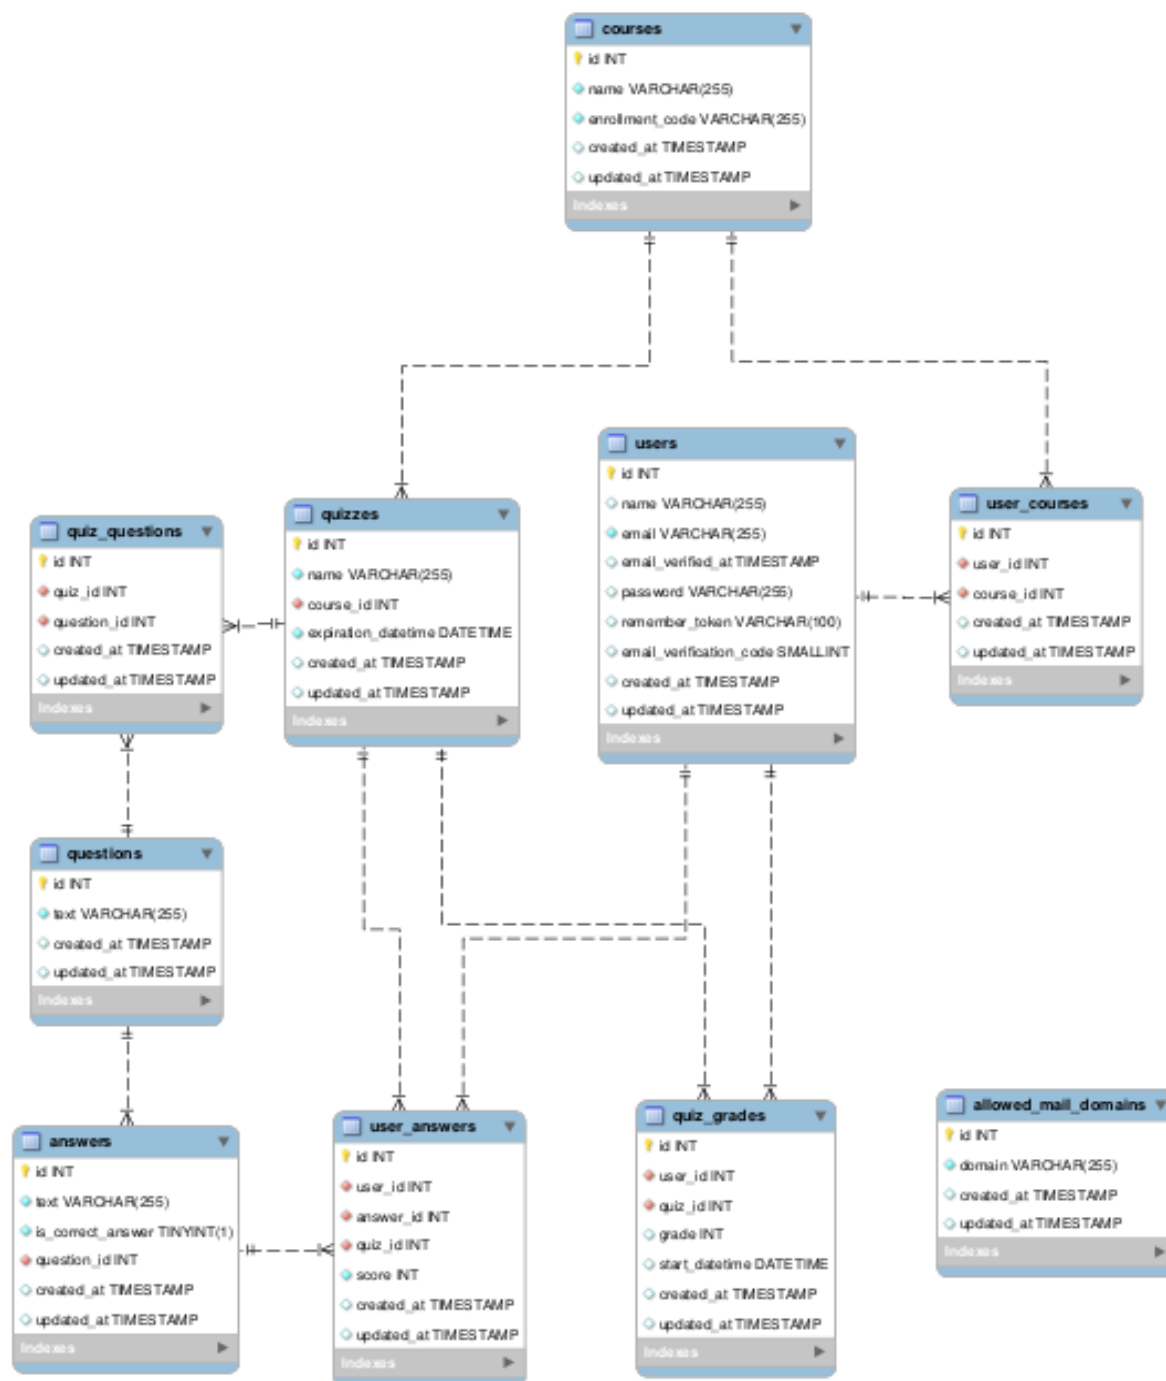 courses
id INT
name VARCHAR(255)
enrollment_code VARCHAR(255)
created_at TIMESTAMP
updated_at TIMESTAMP
Indexes
users
id INT
name VARCHAR(255)
email VARCHAR(255)
email_verified_at TIMESTAMP
password VARCHAR(255)
remember_token VARCHAR(100)
email_verification_code SMALLINT
created_at TIMESTAMP
updated_at TIMESTAMP
Indexes
user_courses
id INT
user_id INT
course_id INT
created_at TIMESTAMP
updated_at TIMESTAMP
Indexes
quizzes
id INT
name VARCHAR(255)
course_id INT
expiration_datetime DATETIME
created_at TIMESTAMP
updated_at TIMESTAMP
Indexes
quiz_questions
id INT
quiz_id INT
question_id INT
created_at TIMESTAMP
updated_at TIMESTAMP
Indexes
questions
id INT
text VARCHAR(255)
created_at TIMESTAMP
updated_at TIMESTAMP
Indexes
answers
id INT
text VARCHAR(255)
is_correct_answer TINYINT(1)
question_id INT
created_at TIMESTAMP
updated_at TIMESTAMP
Indexes
user_answers
id INT
user_id INT
answer_id INT
quiz_id INT
score INT
created_at TIMESTAMP
updated_at TIMESTAMP
Indexes
quiz_grades
id INT
user_id INT
quiz_id INT
grade INT
start_datetime DATETIME
created_at TIMESTAMP
updated_at TIMESTAMP
Indexes
allowed_mail_domains
id INT
domain VARCHAR(255)
created_at TIMESTAMP
updated_at TIMESTAMP
Indexes